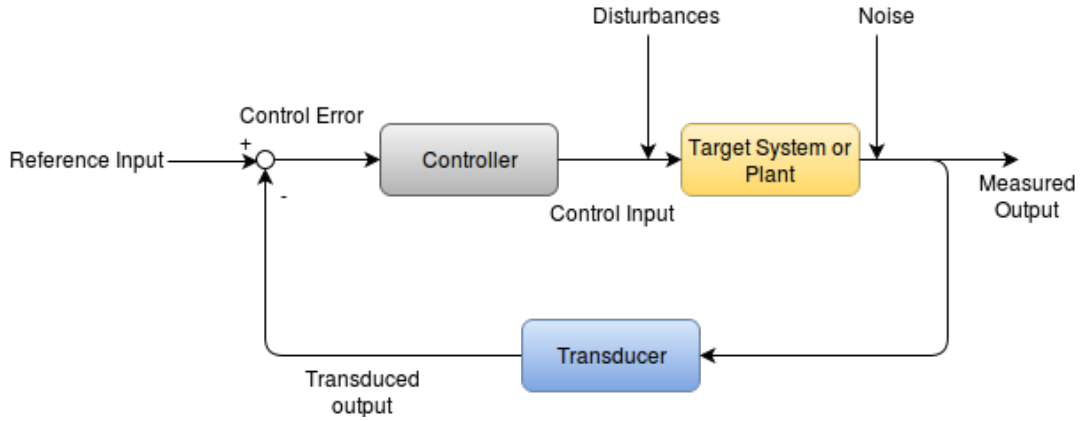 Disturbances
Noise
Control Error
+
Reference Input
Controller
Target System or
Plant
-
Control Input
Measured
Output
Transducer
Transduced
output